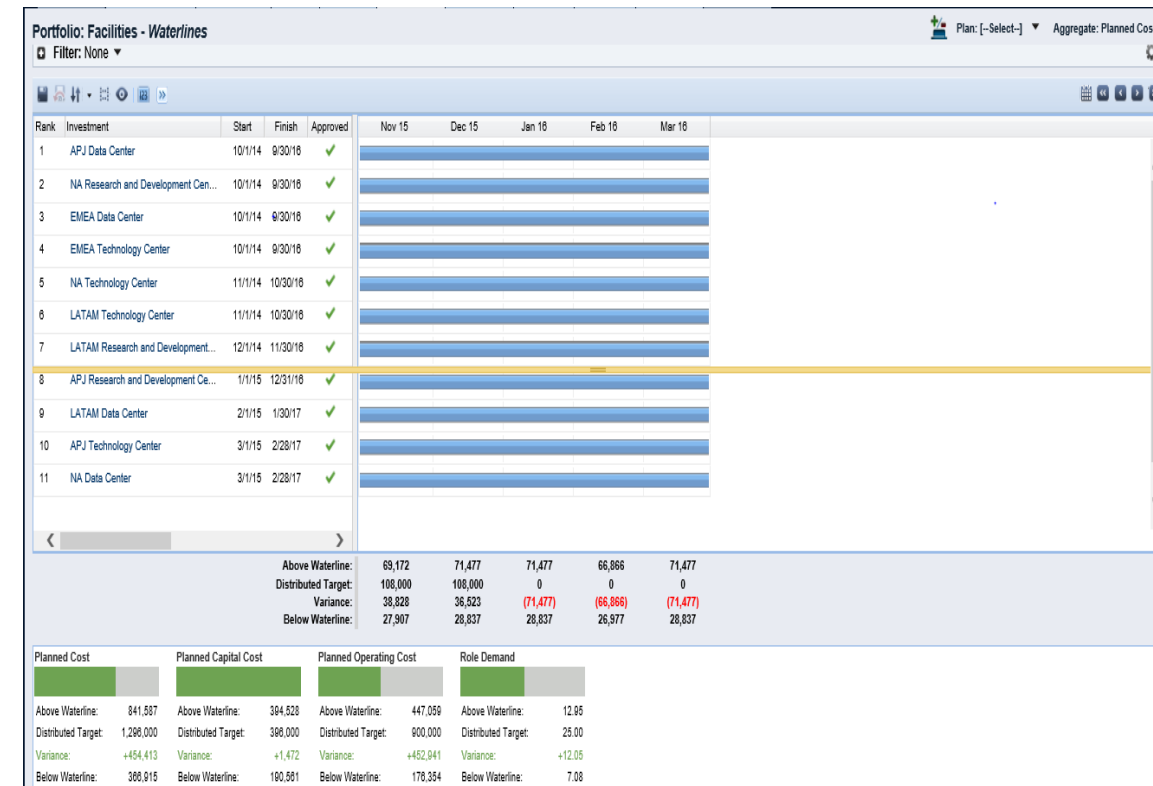 Portfolio: Facilities - Waterlines Plan: [--Select--] Aggregate: Planned Cos
Filter: None
Rank Investment Start Finish Approved Nov 15 Dec 15 Jan 16 Feb 16 Mar 16
1 APJ Data Center 10/1/14 9/30/16
2 NA Research and Development Cen... 10/1/14 9/30/16
3 EMEA Data Center 10/1/14 9/30/16
4 EMEA Technology Center 10/1/14 9/30/16
5 NA Technology Center 11/1/14 10/30/16
6 LATAM Technology Center 11/1/14 10/30/16
7 LATAM Research and Development... 12/1/14 11/30/16
8 APJ Research and Development Ce... 1/1/15 12/31/16
9 LATAM Data Center 2/1/15 1/30/17
10 APJ Technology Center 3/1/15 2/28/17
11 NA Data Center 3/1/15 2/28/17
Above Waterline: 69,172 71,477 71,477 66,866 71,477
Distributed Target: 108,000 108,000 0 0 0
Variance: 38,828 36,523 (71,477) (66,866) (71,477)
Below Waterline: 27,907 28,837 28,837 26,977 28,837
Planned Cost Planned Capital Cost Planned Operating Cost Role Demand
Above Waterline: 841,587 Above Waterline: 394,528 Above Waterline: 447,059 Above Waterline: 12.95
Distributed Target: 1,296,000 Distributed Target: 396,000 Distributed Target: 900,000 Distributed Target: 25.00
Variance: +454,413 Variance: +1,472 Variance: +452,941 Variance: +12.05
Below Waterline: 366,915 Below Waterline: 190,561 Below Waterline: 176,354 Below Waterline: 7.08